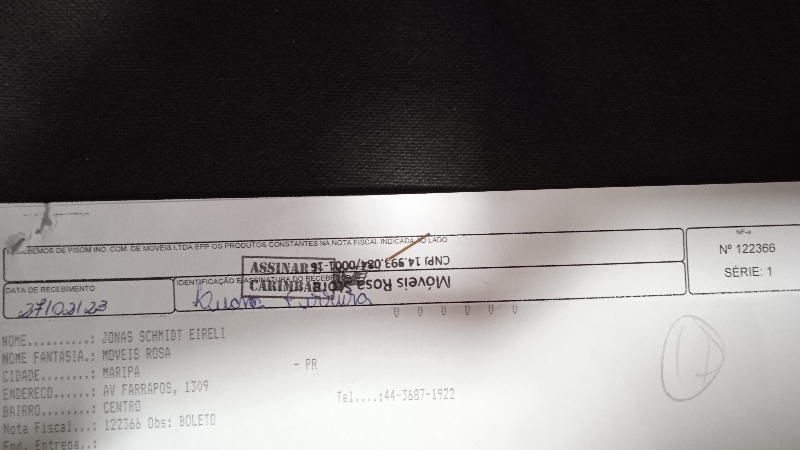 RECEBEMOS DE PISOM IND. COM. DE MOVEIS LTDA EPP OS PRODUTOS CONSTANTES NA NOTA FISCAL INDICADA AO LADO
NF-e
Nº 122366
SÉRIE: 1
CNPJ 14.993.084/0001-16
Móveis Rosa
ASSINAR E
CARIMBAR
DATA DE RECEBIMENTO
27/02/23
IDENTIFICAÇÃO E ASSINATURA DO RECEBEDOR
NOME..........: JONAS SCHMIDT EIRELI
NOME FANTASIA.: MOVEIS ROSA
CIDADE........: MARIPA - PR
ENDERECO......: AV FARRAPOS, 1309
BAIRRO........: CENTRO Tel....:44-3687-1922
Nota Fiscal...: 122366 Obs: BOLETO
End. Entrega..: